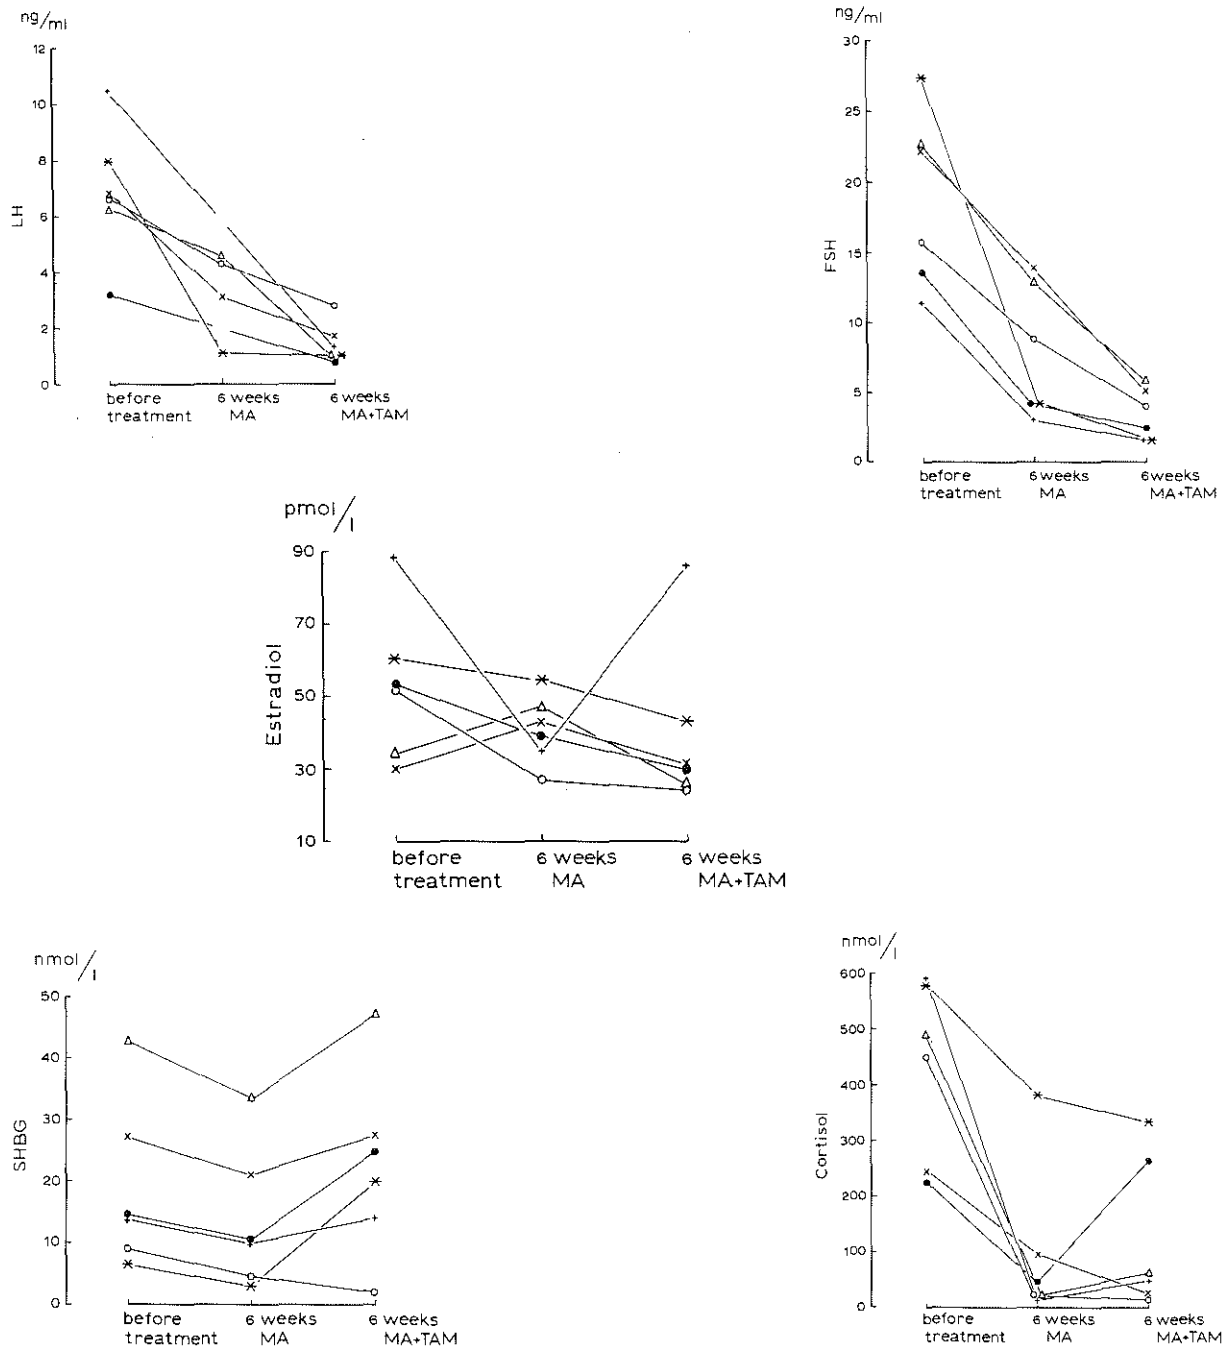 ng/ml
12
10
8
6
4
2
0
LH
before treatment
6 weeks MA
6 weeks MA+TAM
ng/ml
30
25
20
15
10
5
0
FSH
before treatment
6 weeks MA
6 weeks MA+TAM
pmol/l
90
70
50
30
10
Estradiol
before treatment
6 weeks MA
6 weeks MA+TAM
nmol/l
50
40
30
20
10
0
SHBG
before treatment
6 weeks MA
6 weeks MA+TAM
nmol/l
600
500
400
300
200
100
0
Cortisol
before treatment
6 weeks MA
6 weeks MA+TAM